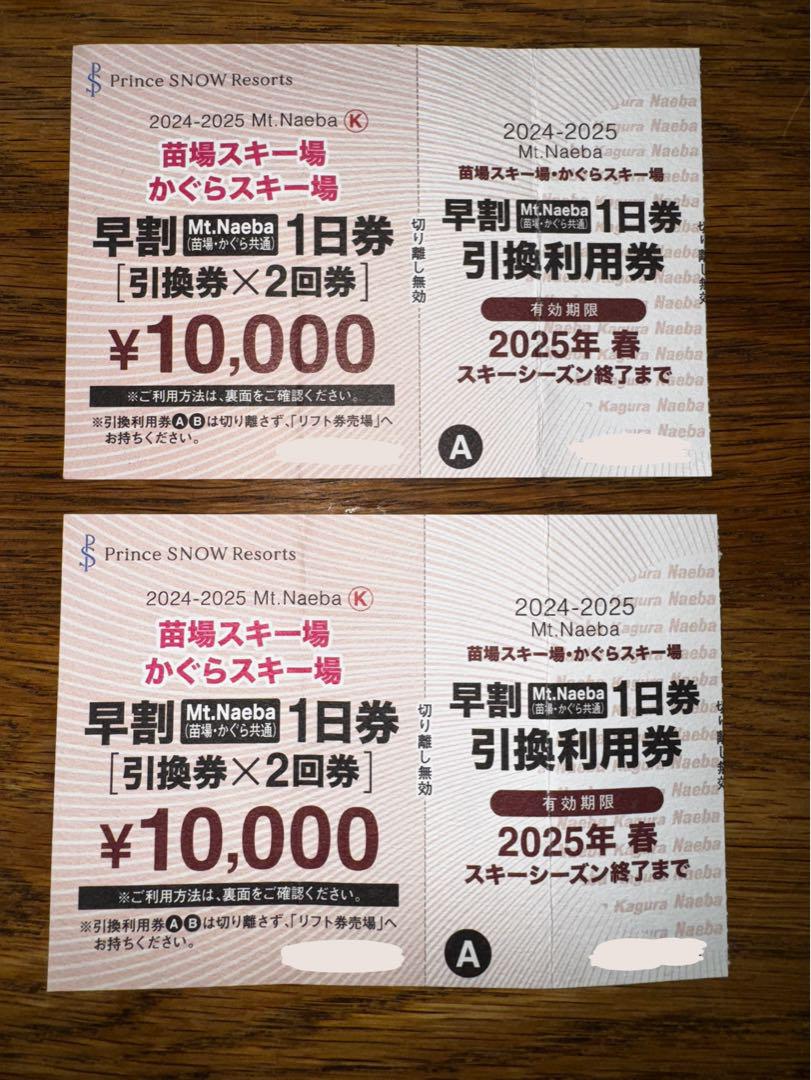 Prince SNOW Resorts
2024-2025 Mt.Naeba Ⓚ
苗場スキー場
かぐらスキー場
早割 Mt.Naeba (苗場・かぐら共通) 1日券
[引換券×2回券]
¥10,000
※ご利用方法は、裏面をご確認ください。
※引換利用券ⒶⒷは切り離さず、「リフト券売場」へ
お持ちください。
切り離し無効
2024-2025
Mt.Naeba
苗場スキー場・かぐらスキー場
早割 Mt.Naeba (苗場・かぐら共通) 1日券
引換利用券
有効期限
2025年 春
スキーシーズン終了まで
A
Kagura Naeba
Prince SNOW Resorts
2024-2025 Mt.Naeba Ⓚ
苗場スキー場
かぐらスキー場
早割 Mt.Naeba (苗場・かぐら共通) 1日券
[引換券×2回券]
¥10,000
※ご利用方法は、裏面をご確認ください。
※引換利用券ⒶⒷは切り離さず、「リフト券売場」へ
お持ちください。
切り離し無効
2024-2025
Mt.Naeba
苗場スキー場・かぐらスキー場
早割 Mt.Naeba (苗場・かぐら共通) 1日券
引換利用券
有効期限
2025年 春
スキーシーズン終了まで
A
Kagura Naeba